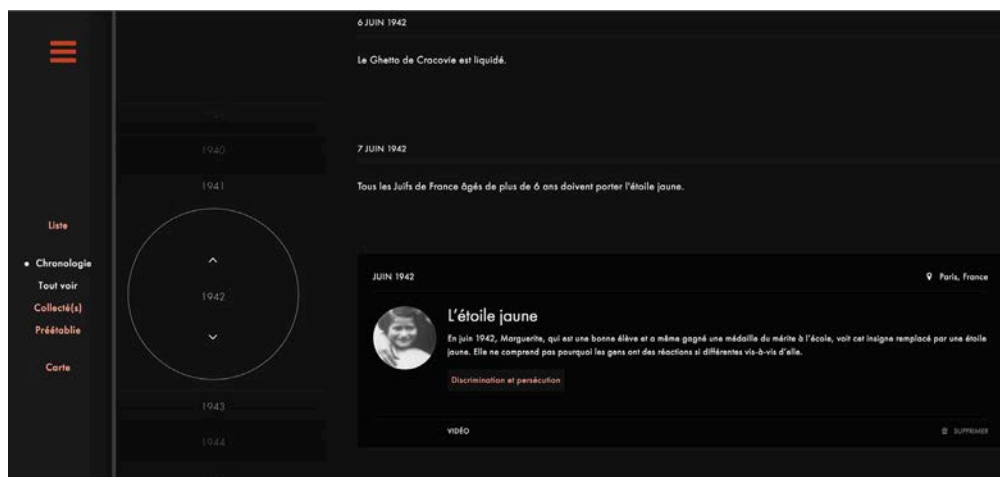 6 JUIN 1942
Le Ghetto de Cracovie est liquidé.
1940
7 JUIN 1942
1941
Tous les Juifs de France âgés de plus de 6 ans doivent porter l'étoile jaune.
Liste
Chronologie
Tout voir
Collecté(s)
Préétablie
Carte
1942
1943
1944
JUIN 1942
Paris, France
L'étoile jaune
En juin 1942, Marguerite, qui est une bonne élève et a même gagné une médaille du mérite à l'école, voit cet insigne remplacé par une étoile
jaune. Elle ne comprend pas pourquoi les gens ont des réactions si différentes vis-à-vis d'elle.
Discrimination et persécution
VIDÉO
SUPPRIMER